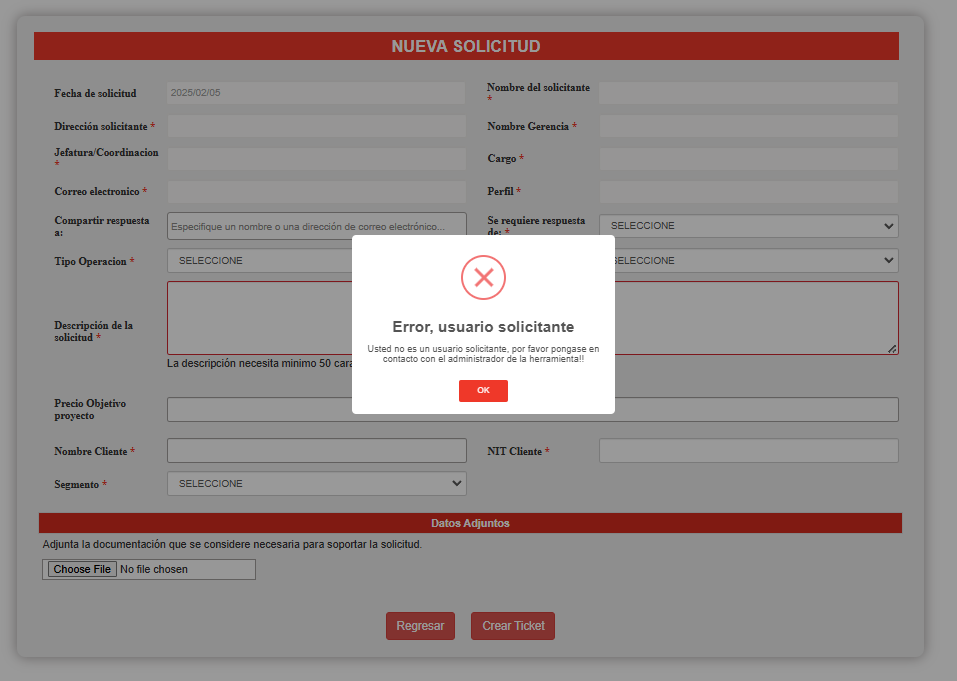 NUEVA SOLICITUD
Fecha de solicitud
2025/02/05
Nombre del solicitante
*
Dirección solicitante *
Nombre Gerencia *
Jefatura/Coordinacion
*
Cargo *
Correo electronico *
Perfil *
Compartir respuesta
a:
Especifique un nombre o una dirección de correo electrónico...
Se requiere respuesta
de: *
SELECCIONE
Tipo Operacion *
SELECCIONE
SELECCIONE
Error, usuario solicitante
Usted no es un usuario solicitante, por favor pongase en
contacto con el administrador de la herramienta!!
OK
Descripción de la
solicitud *
La descripción necesita minimo 50 cara
Precio Objetivo
proyecto
Nombre Cliente *
NIT Cliente *
Segmento *
SELECCIONE
Datos Adjuntos
Adjunta la documentación que se considere necesaria para soportar la solicitud.
Choose File No file chosen
Regresar
Crear Ticket